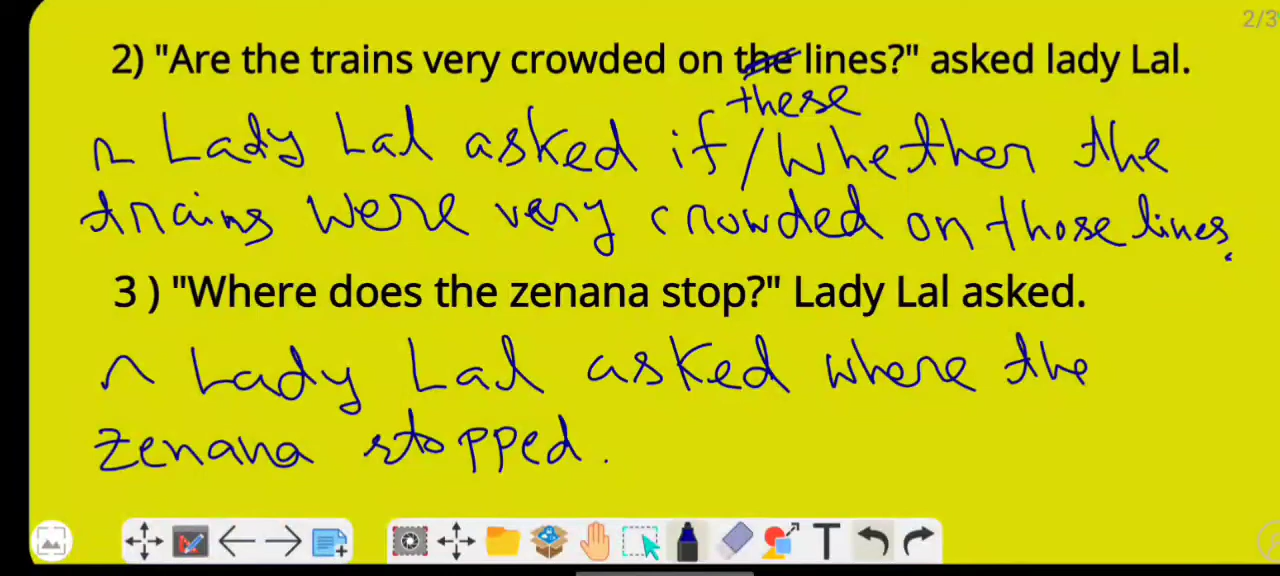 2/3
2) "Are the trains very crowded on the lines?" asked lady Lal.
these
Lady Lal asked if/Whether the
trains were very crowded on those lines.
3 ) "Where does the zenana stop?" Lady Lal asked.
Lady Lal asked where the
zenana stopped.
T